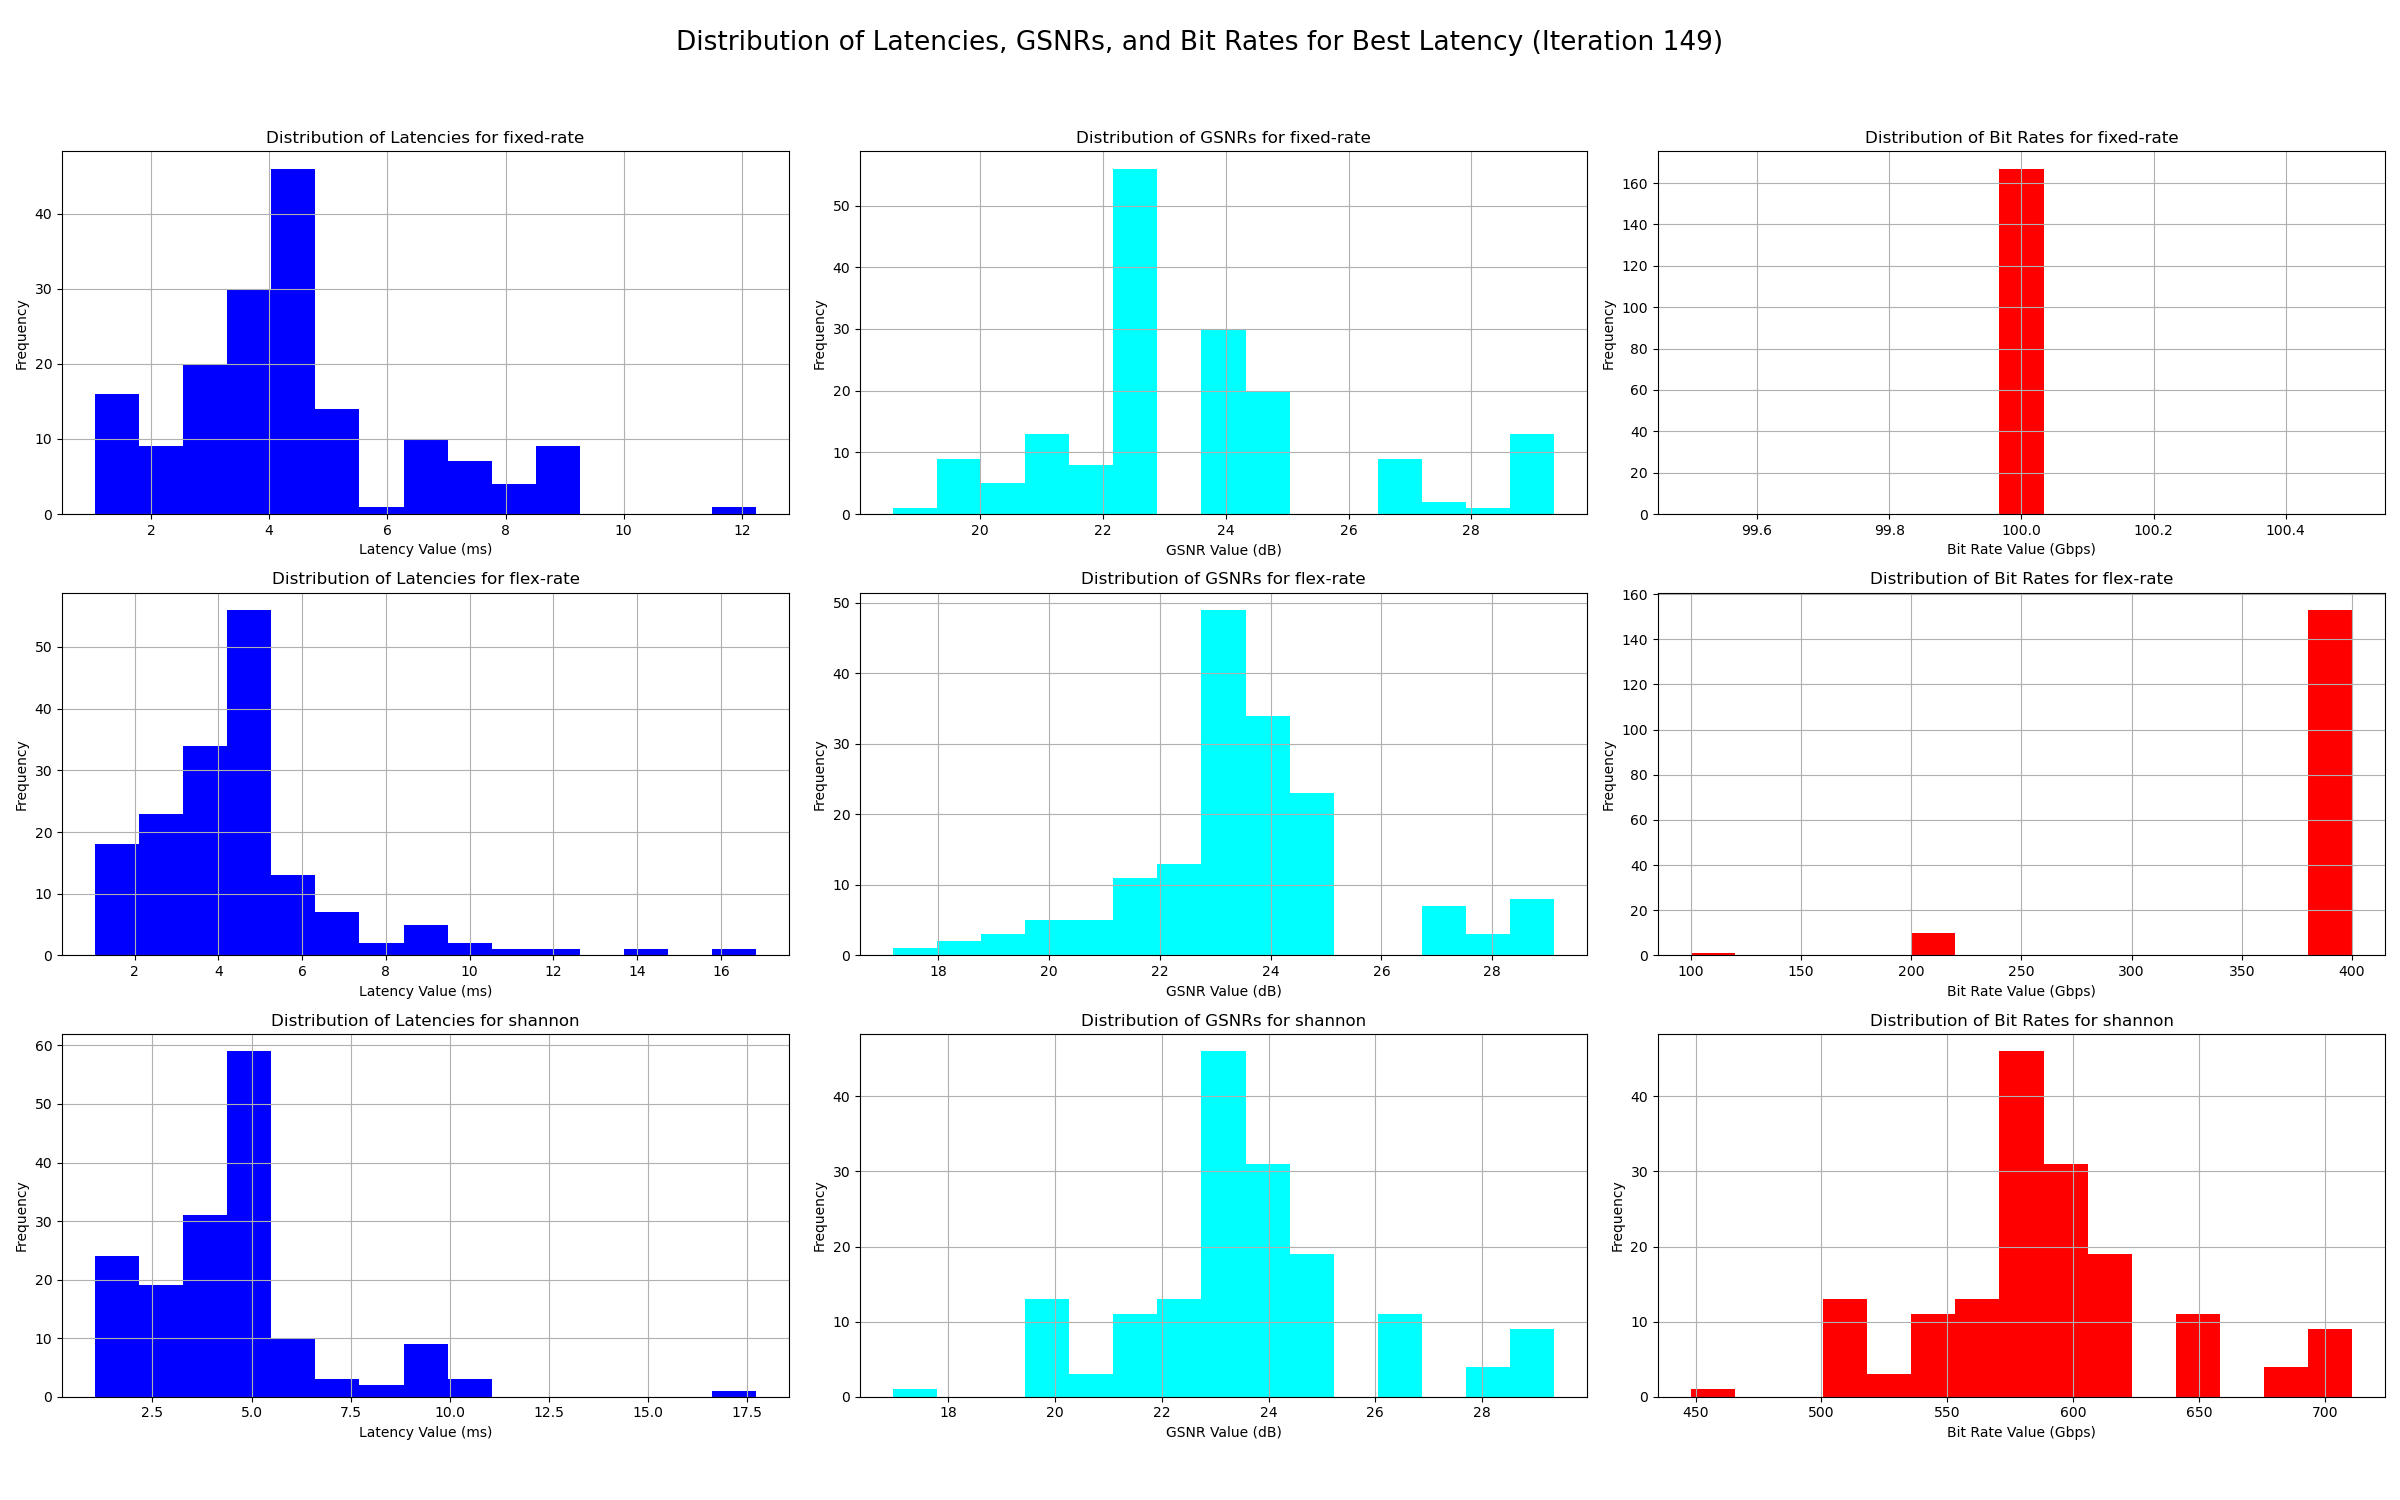 Distribution of Latencies, GSNRs, and Bit Rates for Best Latency (Iteration 149)
Distribution of Latencies for fixed-rate
Frequency
40
30
20
10
0
2 4 6 8 10 12
Latency Value (ms)
Distribution of GSNRs for fixed-rate
Frequency
50
40
30
20
10
0
20 22 24 26 28
GSNR Value (dB)
Distribution of Bit Rates for fixed-rate
Frequency
160
140
120
100
80
60
40
20
0
99.6 99.8 100.0 100.2 100.4
Bit Rate Value (Gbps)
Distribution of Latencies for flex-rate
Frequency
50
40
30
20
10
0
2 4 6 8 10 12 14 16
Latency Value (ms)
Distribution of GSNRs for flex-rate
Frequency
50
40
30
20
10
0
18 20 22 24 26 28
GSNR Value (dB)
Distribution of Bit Rates for flex-rate
Frequency
160
140
120
100
80
60
40
20
0
100 150 200 250 300 350 400
Bit Rate Value (Gbps)
Distribution of Latencies for shannon
Frequency
60
50
40
30
20
10
0
2.5 5.0 7.5 10.0 12.5 15.0 17.5
Latency Value (ms)
Distribution of GSNRs for shannon
Frequency
40
30
20
10
0
18 20 22 24 26 28
GSNR Value (dB)
Distribution of Bit Rates for shannon
Frequency
40
30
20
10
0
450 500 550 600 650 700
Bit Rate Value (Gbps)